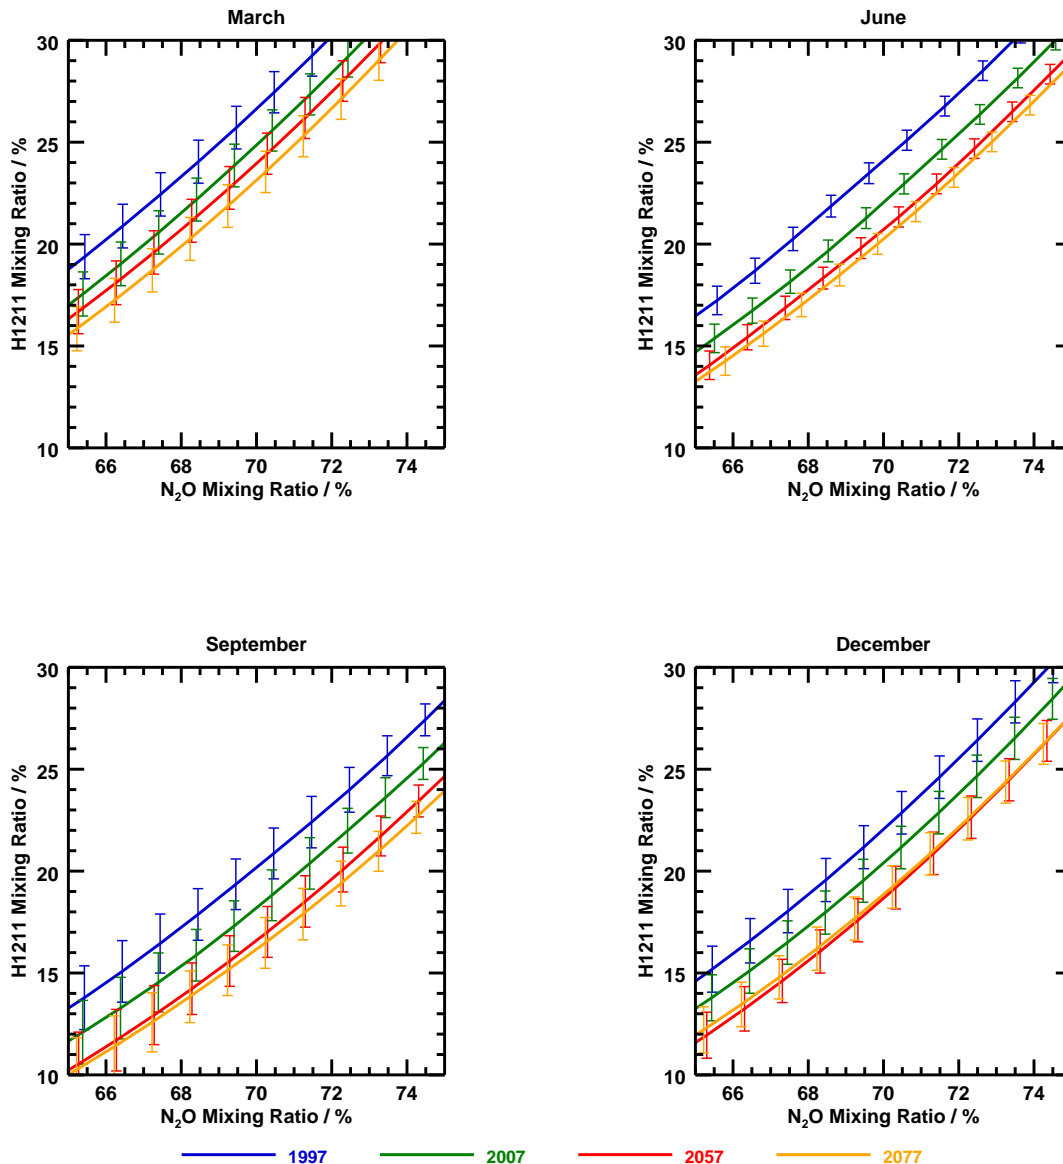 March
30
25
20
15
10
H1211 Mixing Ratio / %
66 68 70 72 74
N₂O Mixing Ratio / %
June
30
25
20
15
10
H1211 Mixing Ratio / %
66 68 70 72 74
N₂O Mixing Ratio / %
September
30
25
20
15
10
H1211 Mixing Ratio / %
66 68 70 72 74
N₂O Mixing Ratio / %
December
30
25
20
15
10
H1211 Mixing Ratio / %
66 68 70 72 74
N₂O Mixing Ratio / %
1997 2007 2057 2077